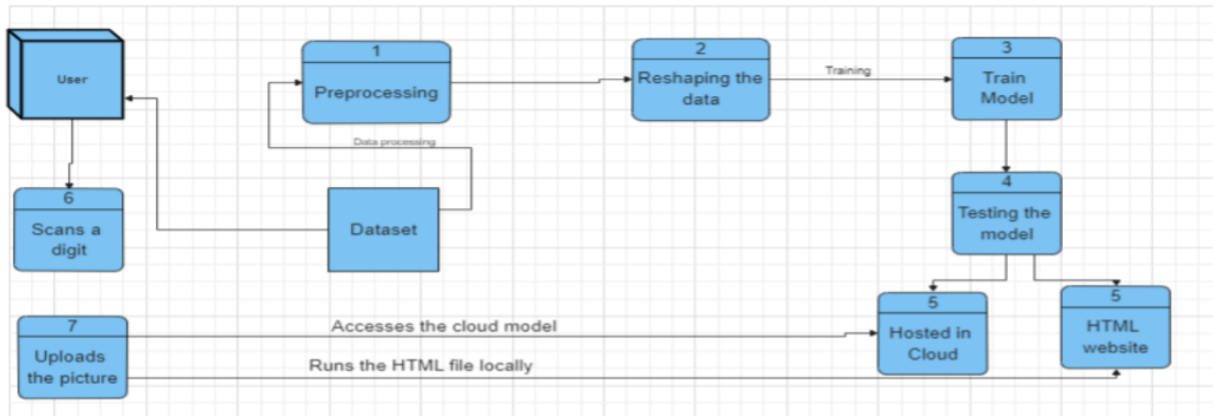 User
1
Preprocessing
2
Reshaping the
data
Training
3
Train
Model
Data processing
6
Scans a
digit
Dataset
4
Testing the
model
5
Hosted in
Cloud
5
HTML
website
7
Uploads
the picture
Accesses the cloud model
Runs the HTML file locally